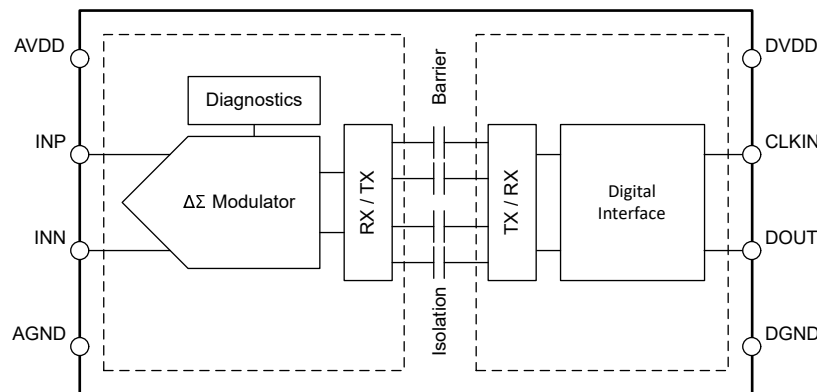 AVDD
DVDD
Barrier
Diagnostics
INP
CLKIN
ΔΣ Modulator
RX / TX
TX / RX
Digital
Interface
INN
DOUT
Isolation
AGND
DGND